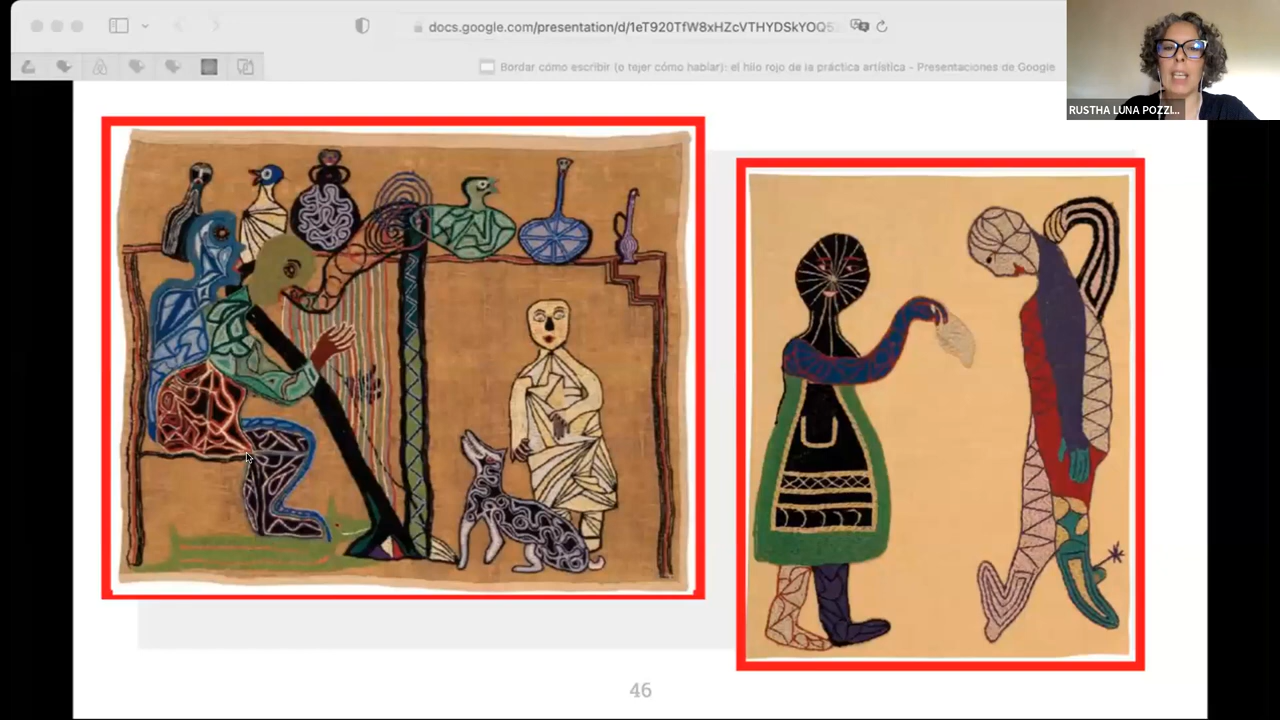 docs.google.com/presentation/d/1eT920TfW8xHZcVTHYDSkYOO5
Bordar cómo escribir (o tejer cómo hablar): el hilo rojo de la práctica artística - Presentaciones de Google
RUSTHA LUNA POZZI...
46